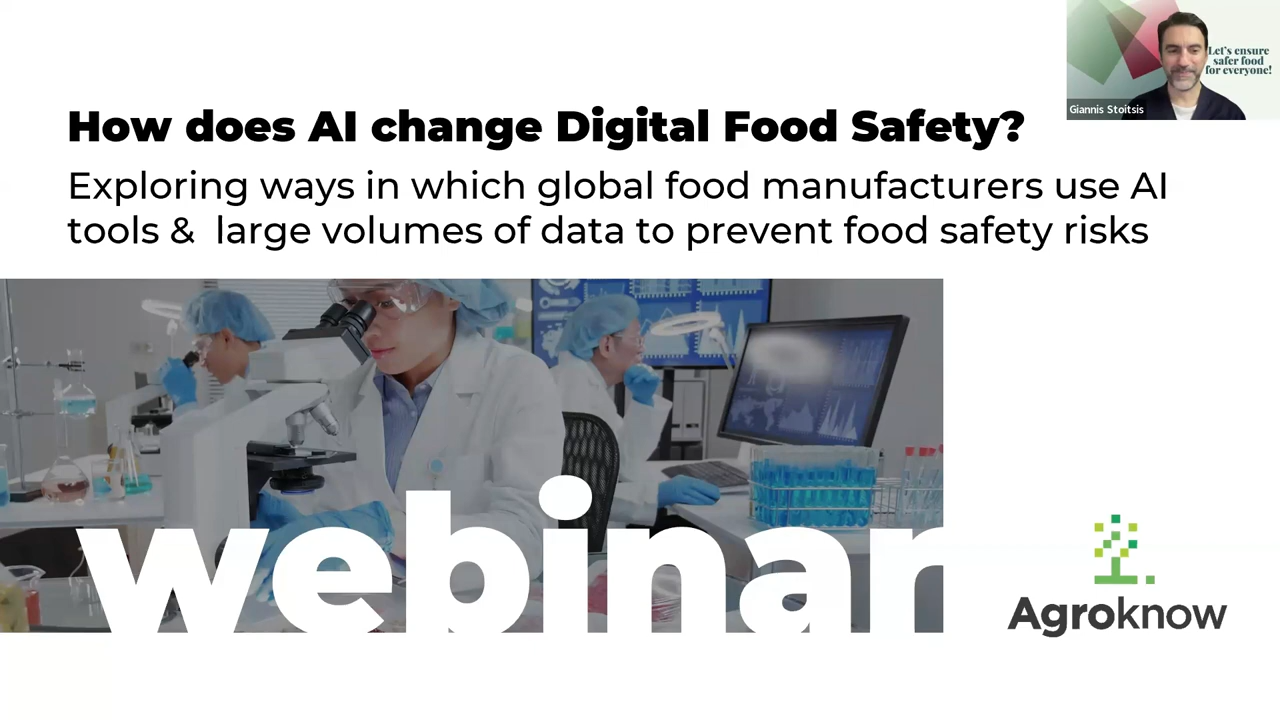 How does AI change Digital Food Safety?
Exploring ways in which global food manufacturers use AI
tools &  large volumes of data to prevent food safety risks
Let's ensure
safer food
for everyone!
Giannis Stoitsis
webinar
Agroknow